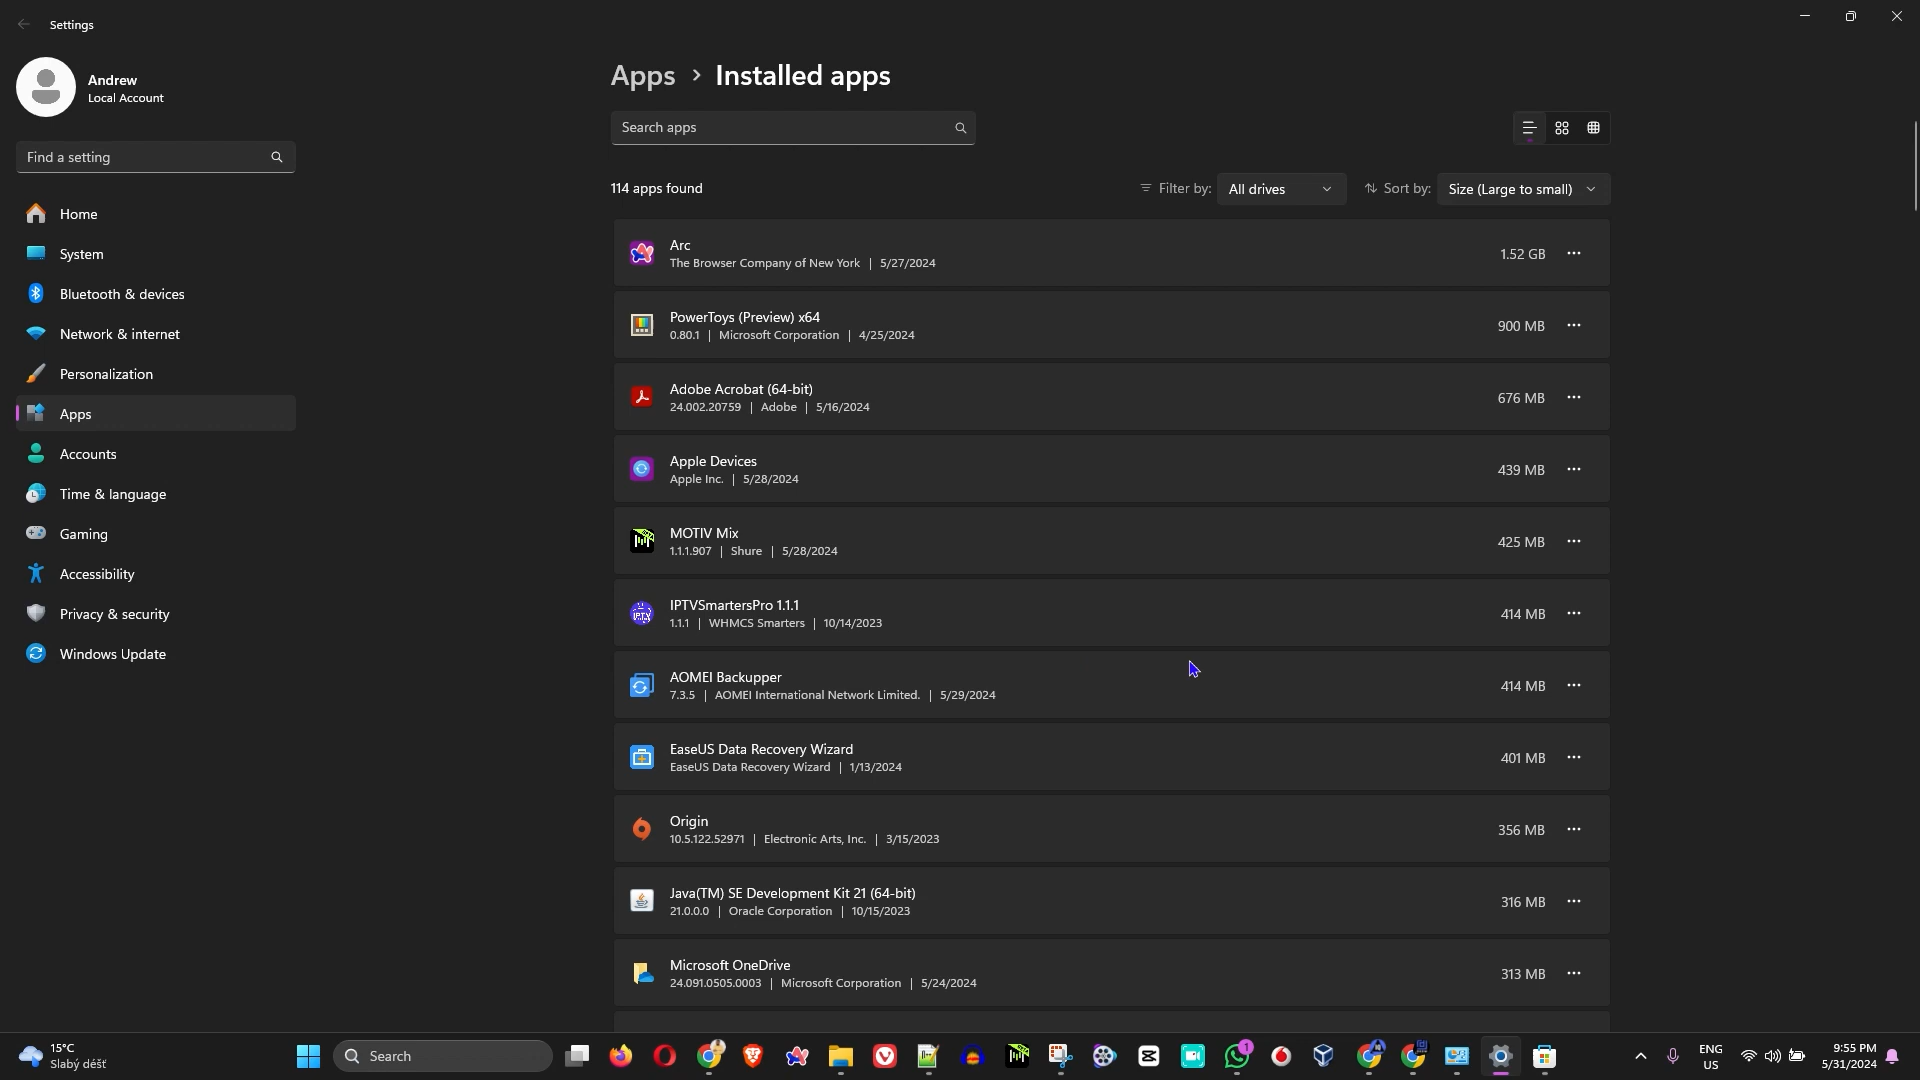 Settings
Andrew
Local Account
Find a setting
Home
System
Bluetooth & devices
Network & internet
Personalization
Apps
Accounts
Time & language
Gaming
Accessibility
Privacy & security
Windows Update
Apps > Installed apps
Search apps
114 apps found
Filter by: All drives
Sort by: Size (Large to small)
Arc
The Browser Company of New York | 5/27/2024
1.52 GB
PowerToys (Preview) x64
0.80.1 | Microsoft Corporation | 4/25/2024
900 MB
Adobe Acrobat (64-bit)
24.002.20759 | Adobe | 5/16/2024
676 MB
Apple Devices
Apple Inc. | 5/28/2024
439 MB
MOTIV Mix
1.1.1.907 | Shure | 5/28/2024
425 MB
IPTVSmartersPro 1.1.1
1.1.1 | WHMCS Smarters | 10/14/2023
414 MB
AOMEI Backupper
7.3.5 | AOMEI International Network Limited. | 5/29/2024
414 MB
EaseUS Data Recovery Wizard
EaseUS Data Recovery Wizard | 1/13/2024
401 MB
Origin
10.5.122.52971 | Electronic Arts, Inc. | 3/15/2023
356 MB
Java(TM) SE Development Kit 21 (64-bit)
21.0.0.0 | Oracle Corporation | 10/15/2023
316 MB
Microsoft OneDrive
24.091.0505.0003 | Microsoft Corporation | 5/24/2024
313 MB
15°C
Slabý déšť
Search
1
ENG
US
9:55 PM
5/31/2024